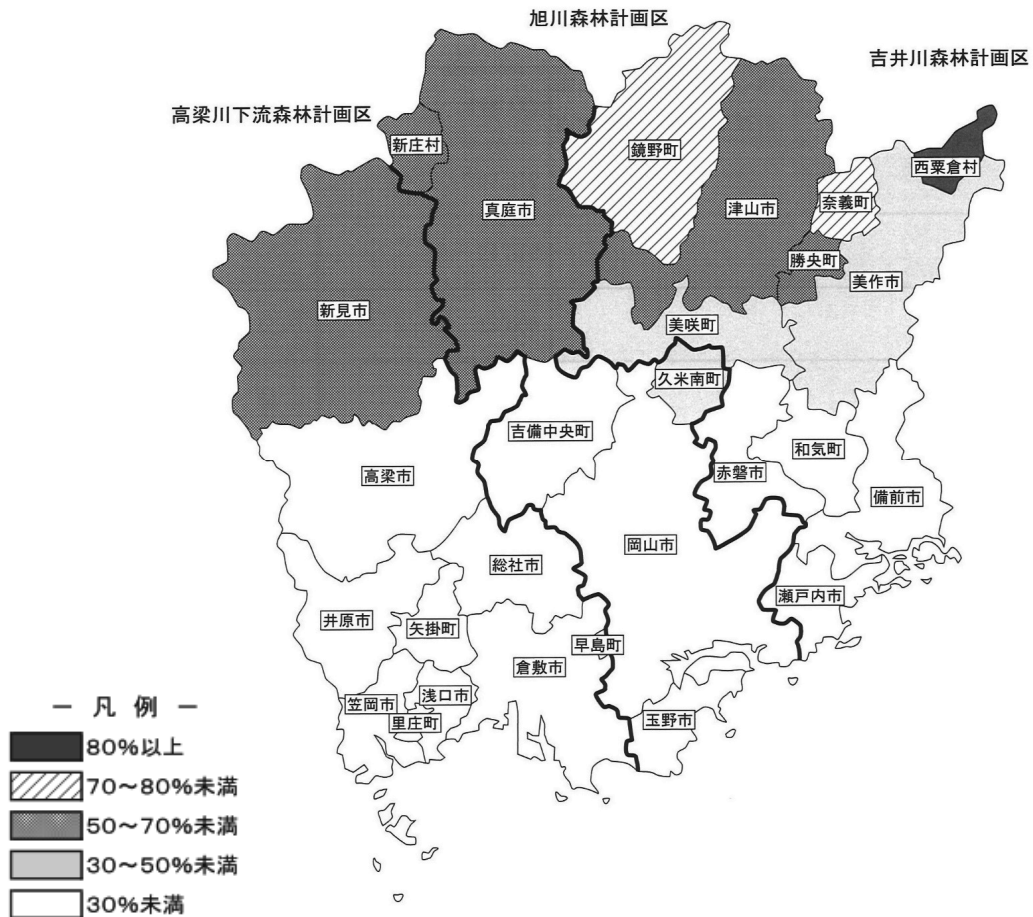 旭川森林計画区
吉井川森林計画区
高梁川下流森林計画区
新庄村
鏡野町
西粟倉村
奈義町
真庭市
津山市
勝央町
美作市
新見市
美咲町
久米南町
吉備中央町
和気町
高梁市
赤磐市
備前市
岡山市
総社市
瀬戸内市
井原市
矢掛町
早島町
倉敷市
浅口市
笠岡市
里庄町
玉野市
― 凡 例 ―
80%以上
70~80%未満
50~70%未満
30~50%未満
30%未満